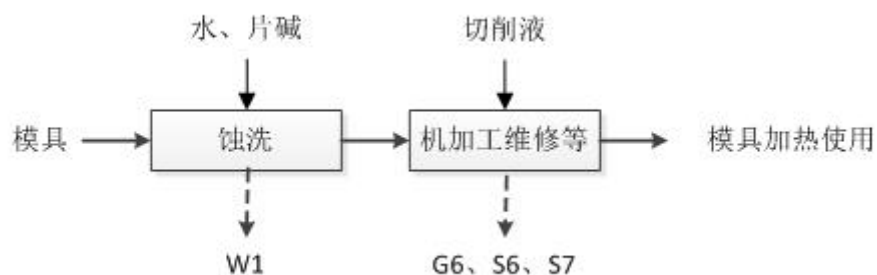 水、片碱
切削液
模具
蚀洗
机加工维修等
模具加热使用
W1
G6、S6、S7